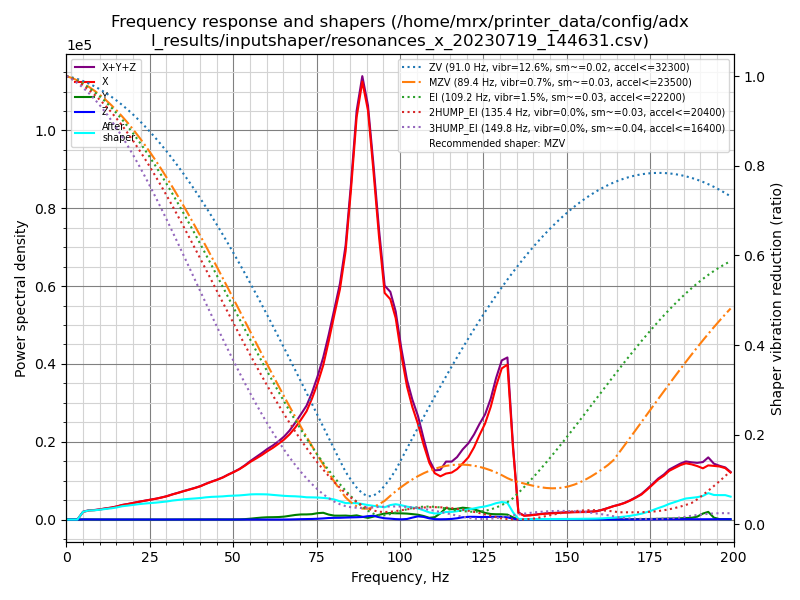 Frequency response and shapers (/home/mrx/printer_data/config/adx
l_results/inputshaper/resonances_x_20230719_144631.csv)
1e5
X+Y+Z
X
Y
Z
After
shaper
ZV (91.0 Hz, vibr=12.6%, sm~=0.02, accel<=32300)
MZV (89.4 Hz, vibr=0.7%, sm~=0.03, accel<=23500)
EI (109.2 Hz, vibr=1.5%, sm~=0.03, accel<=22200)
2HUMP_EI (135.4 Hz, vibr=0.0%, sm~=0.03, accel<=20400)
3HUMP_EI (149.8 Hz, vibr=0.0%, sm~=0.04, accel<=16400)
Recommended shaper: MZV
Power spectral density
1.0
0.8
0.6
0.4
0.2
0.0
1.0
0.8
0.6
0.4
0.2
0.0
Shaper vibration reduction (ratio)
0
25
50
75
100
125
150
175
200
Frequency, Hz